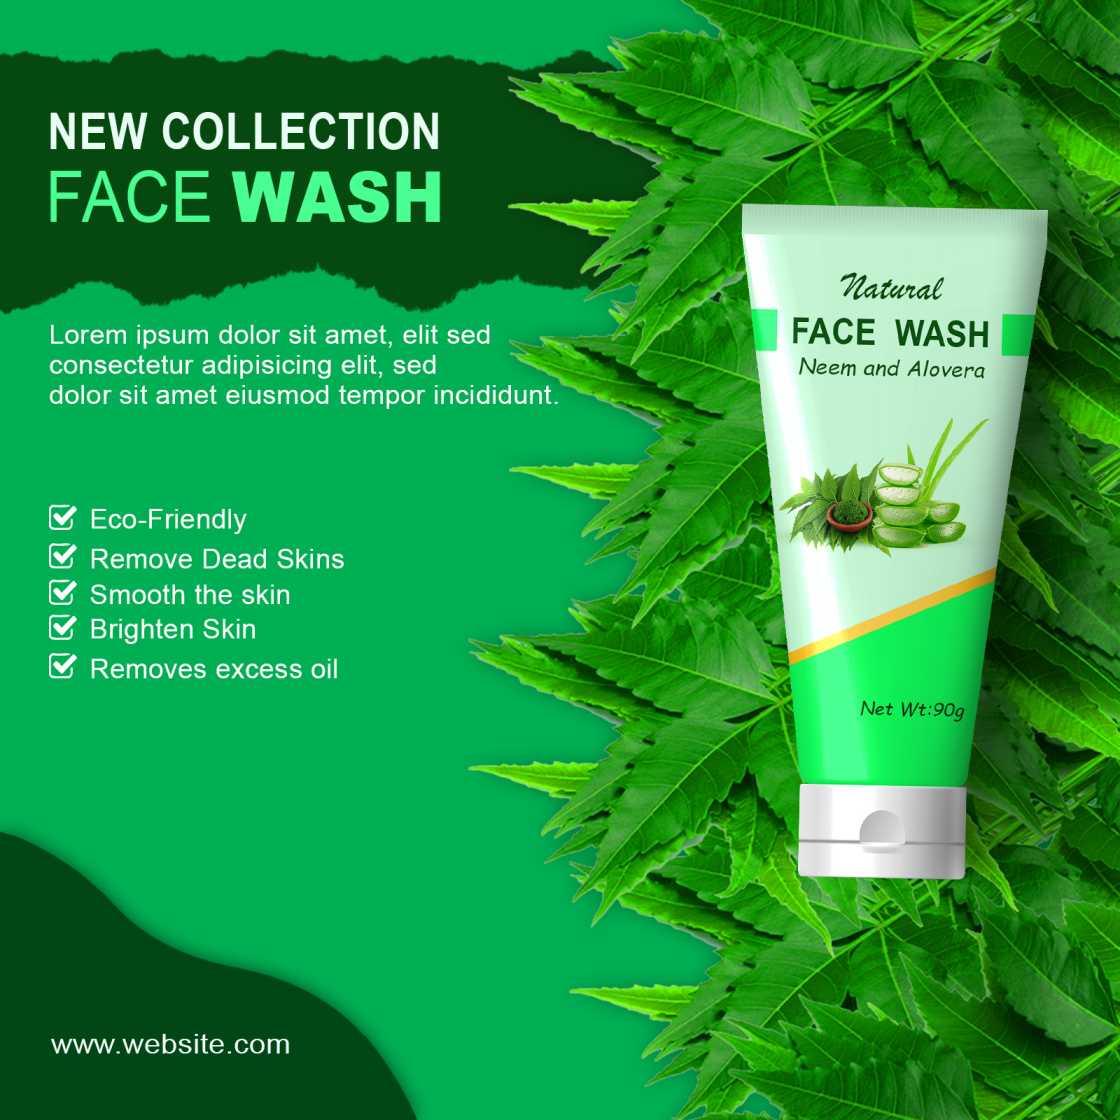 NEW COLLECTION
FACE WASH
Lorem ipsum dolor sit amet, elit sed
consectetur adipisicing elit, sed
dolor sit amet eiusmod tempor incididunt.
Eco-Friendly
Remove Dead Skins
Smooth the skin
Brighten Skin
Removes excess oil
www.website.com
Natural
FACE WASH
Neem and Alovera
Net Wt:90g